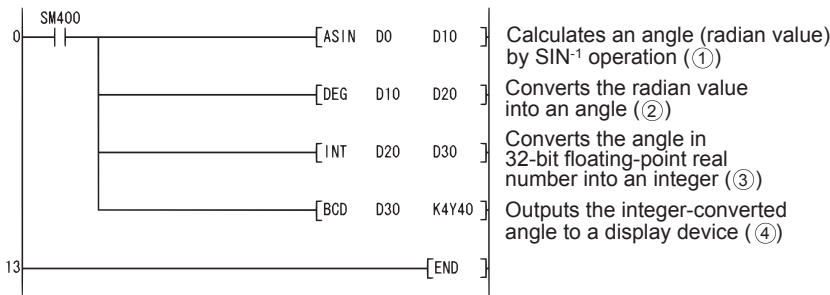 SM400
0 [ASIN D0 D10] Calculates an angle (radian value)
by SIN-1 operation (①)
[DEG D10 D20] Converts the radian value
into an angle (②)
[INT D20 D30] Converts the angle in
32-bit floating-point real
number into an integer (③)
[BCD D30 K4Y40] Outputs the integer-converted
angle to a display device (④)
13 [END]